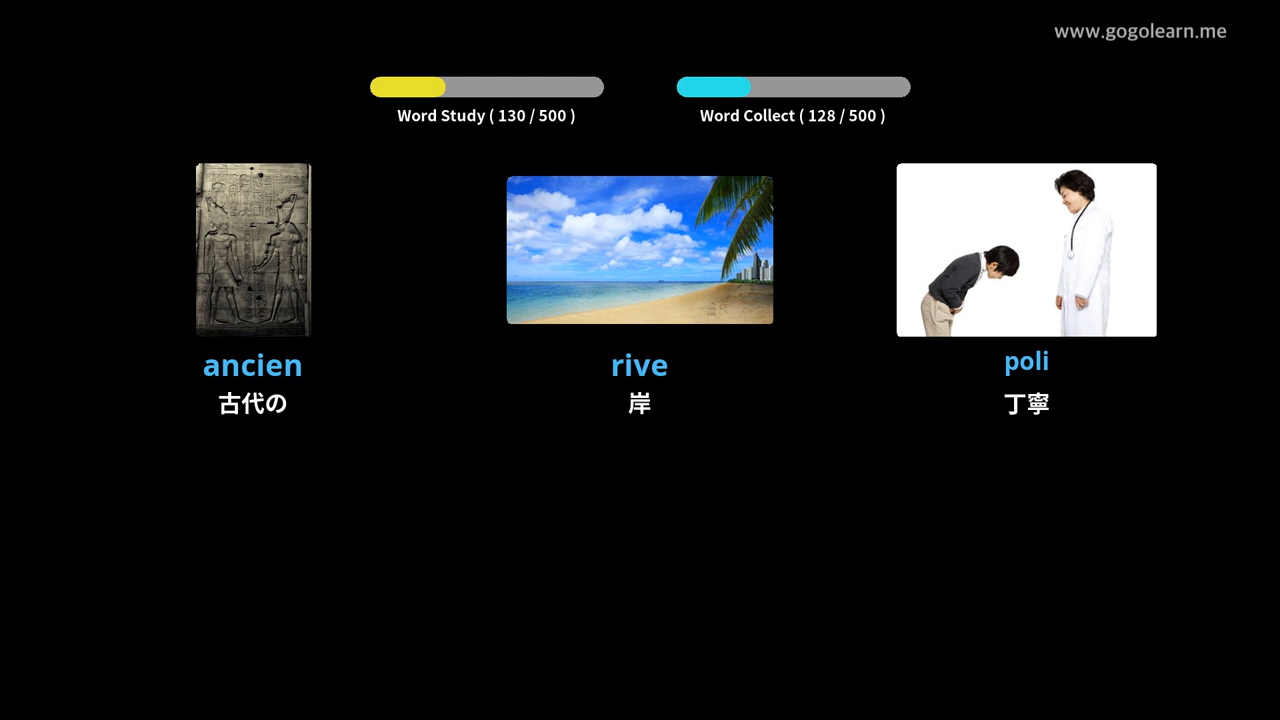 www.gogolearn.me
Word Study ( 130 / 500 )
Word Collect ( 128 / 500 )
ancien
古代の
rive
岸
poli
丁寧